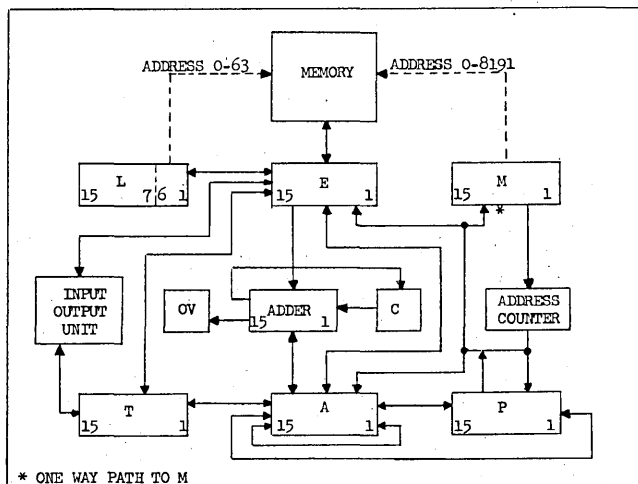 ADDRESS 0-63
MEMORY
ADDRESS 0-8191
L
15 7 6 1
E
15 1
M
15 1
*
INPUT
OUTPUT
UNIT
OV
ADDER
15 1
C
ADDRESS
COUNTER
T
15 1
A
15 1
P
15 1
* ONE WAY PATH TO M